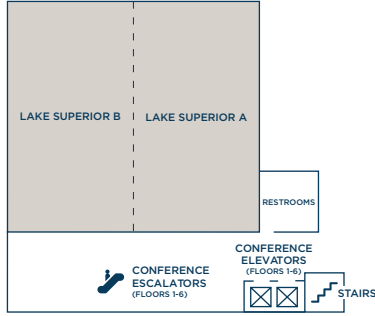 LAKE SUPERIOR B
LAKE SUPERIOR A
RESTROOMS
CONFERENCE
ELEVATORS
(FLOORS 1-6)
CONFERENCE
ESCALATORS
(FLOORS 1-6)
STAIRS